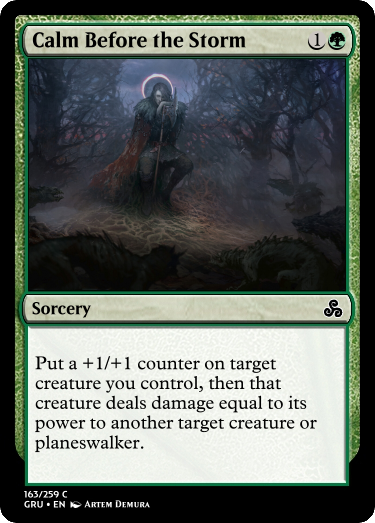 Calm Before the Storm 1
Sorcery
Put a +1/+1 counter on target
creature you control, then that
creature deals damage equal to its
power to another target creature or
planeswalker.
163/259 C
GRU • EN Artem Demura